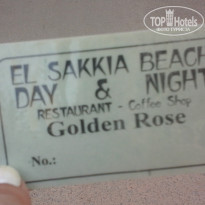 TOP Hotels
EL SAKKIA BEACH
DAY & NIGHT
RESTAURANT - Coffee Shop
Golden Rose
No.: